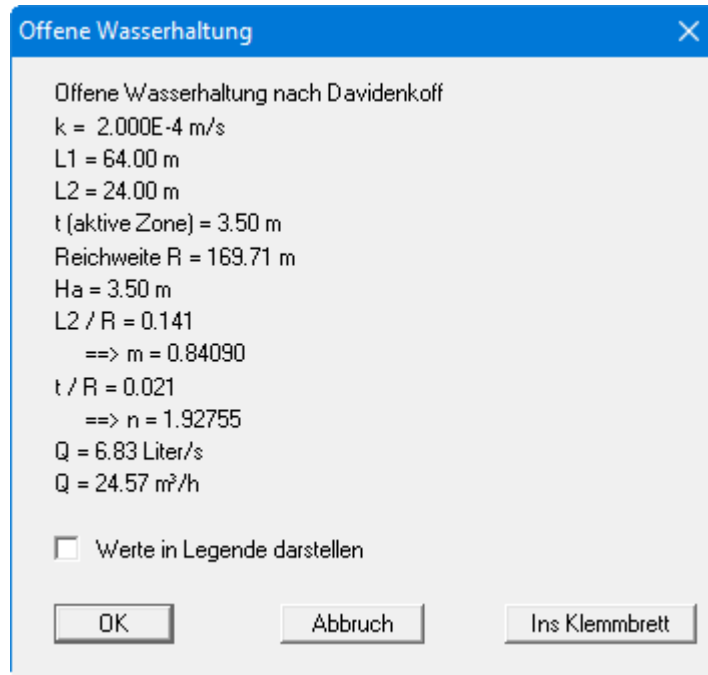 Offene Wasserhaltung
Offene Wasserhaltung nach Davidenkoff
k = 2.000E-4 m/s
L1 = 64.00 m
L2 = 24.00 m
t (aktive Zone) = 3.50 m
Reichweite R = 169.71 m
Ha = 3.50 m
L2 / R = 0.141
==> m = 0.84090
t / R = 0.021
==> n = 1.92755
Q = 6.83 Liter/s
Q = 24.57 m³/h
Werte in Legende darstellen
OK Abbruch Ins Klemmbrett